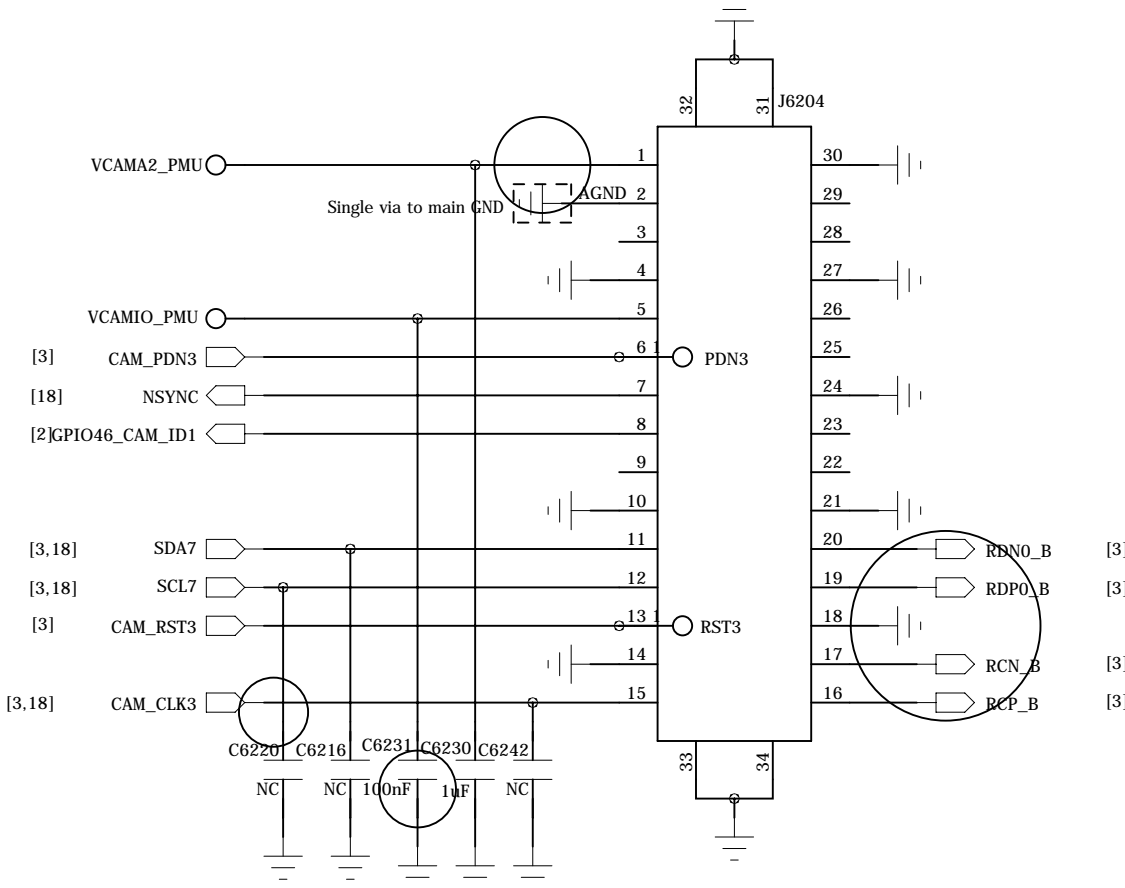 32
31
J6204
VCAMA2_PMU
1
30
Single via to main GND
AGND
2
29
3
28
4
27
VCAMIO_PMU
5
26
[3]
CAM_PDN3
6
1
PDN3
25
[18]
NSYNC
7
24
[2]GPIO46_CAM_ID1
8
23
9
22
10
21
[3,18]
SDA7
11
20
RDN0_B
[3]
[3,18]
SCL7
12
19
RDP0_B
[3]
[3]
CAM_RST3
13
1
RST3
18
14
17
RCN_B
[3]
[3,18]
CAM_CLK3
15
16
RCP_B
[3]
C6220
C6216
C6231
C6230
C6242
33
34
NC
NC
100nF
1uF
NC